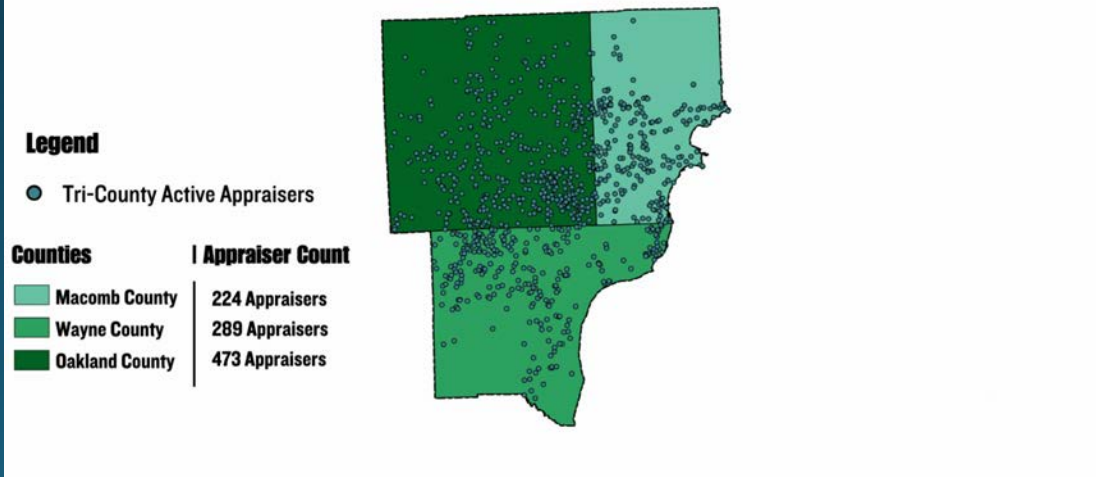 Legend
Tri-County Active Appraisers
Counties | Appraiser Count
Macomb County 224 Appraisers
Wayne County 289 Appraisers
Oakland County 473 Appraisers